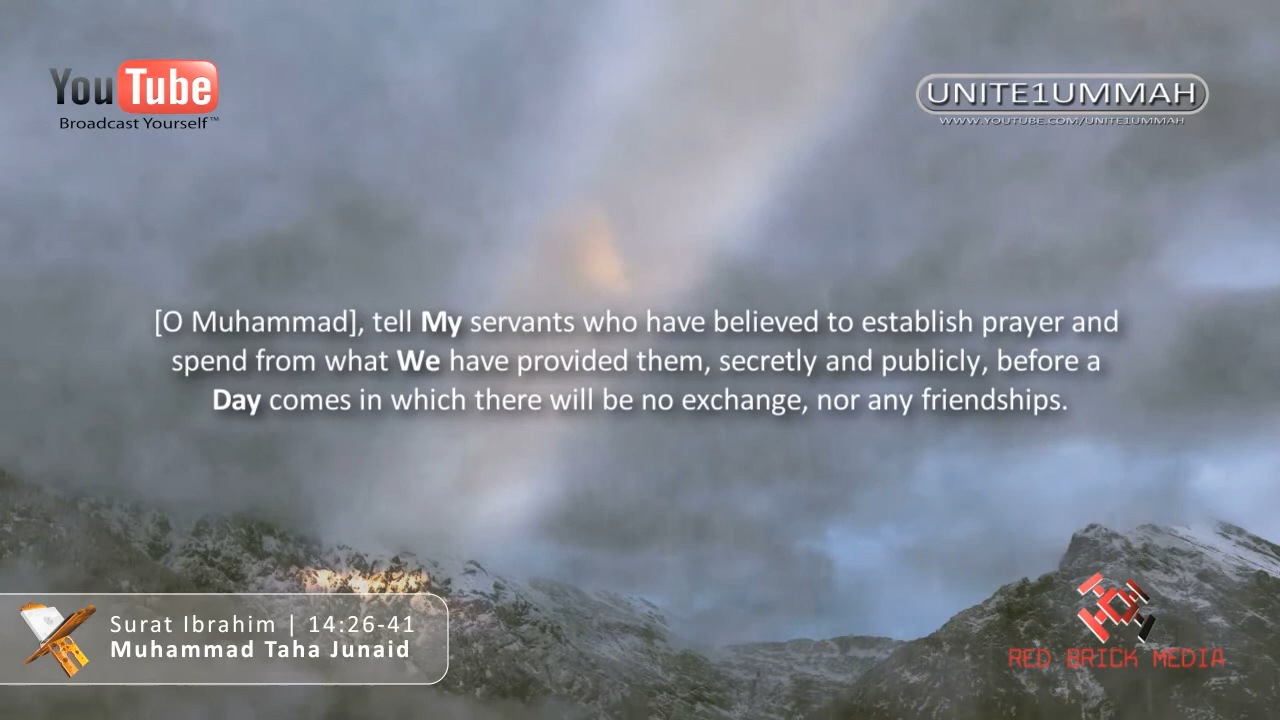 YouTube
Broadcast Yourself™
UNITE1UMMAH
WWW.YOUTUBE.COM/UNITE1UMMAH
[O Muhammad], tell My servants who have believed to establish prayer and
spend from what We have provided them, secretly and publicly, before a
Day comes in which there will be no exchange, nor any friendships.
Surat Ibrahim | 14:26-41
Muhammad Taha Junaid
RED BRICK MEDIA